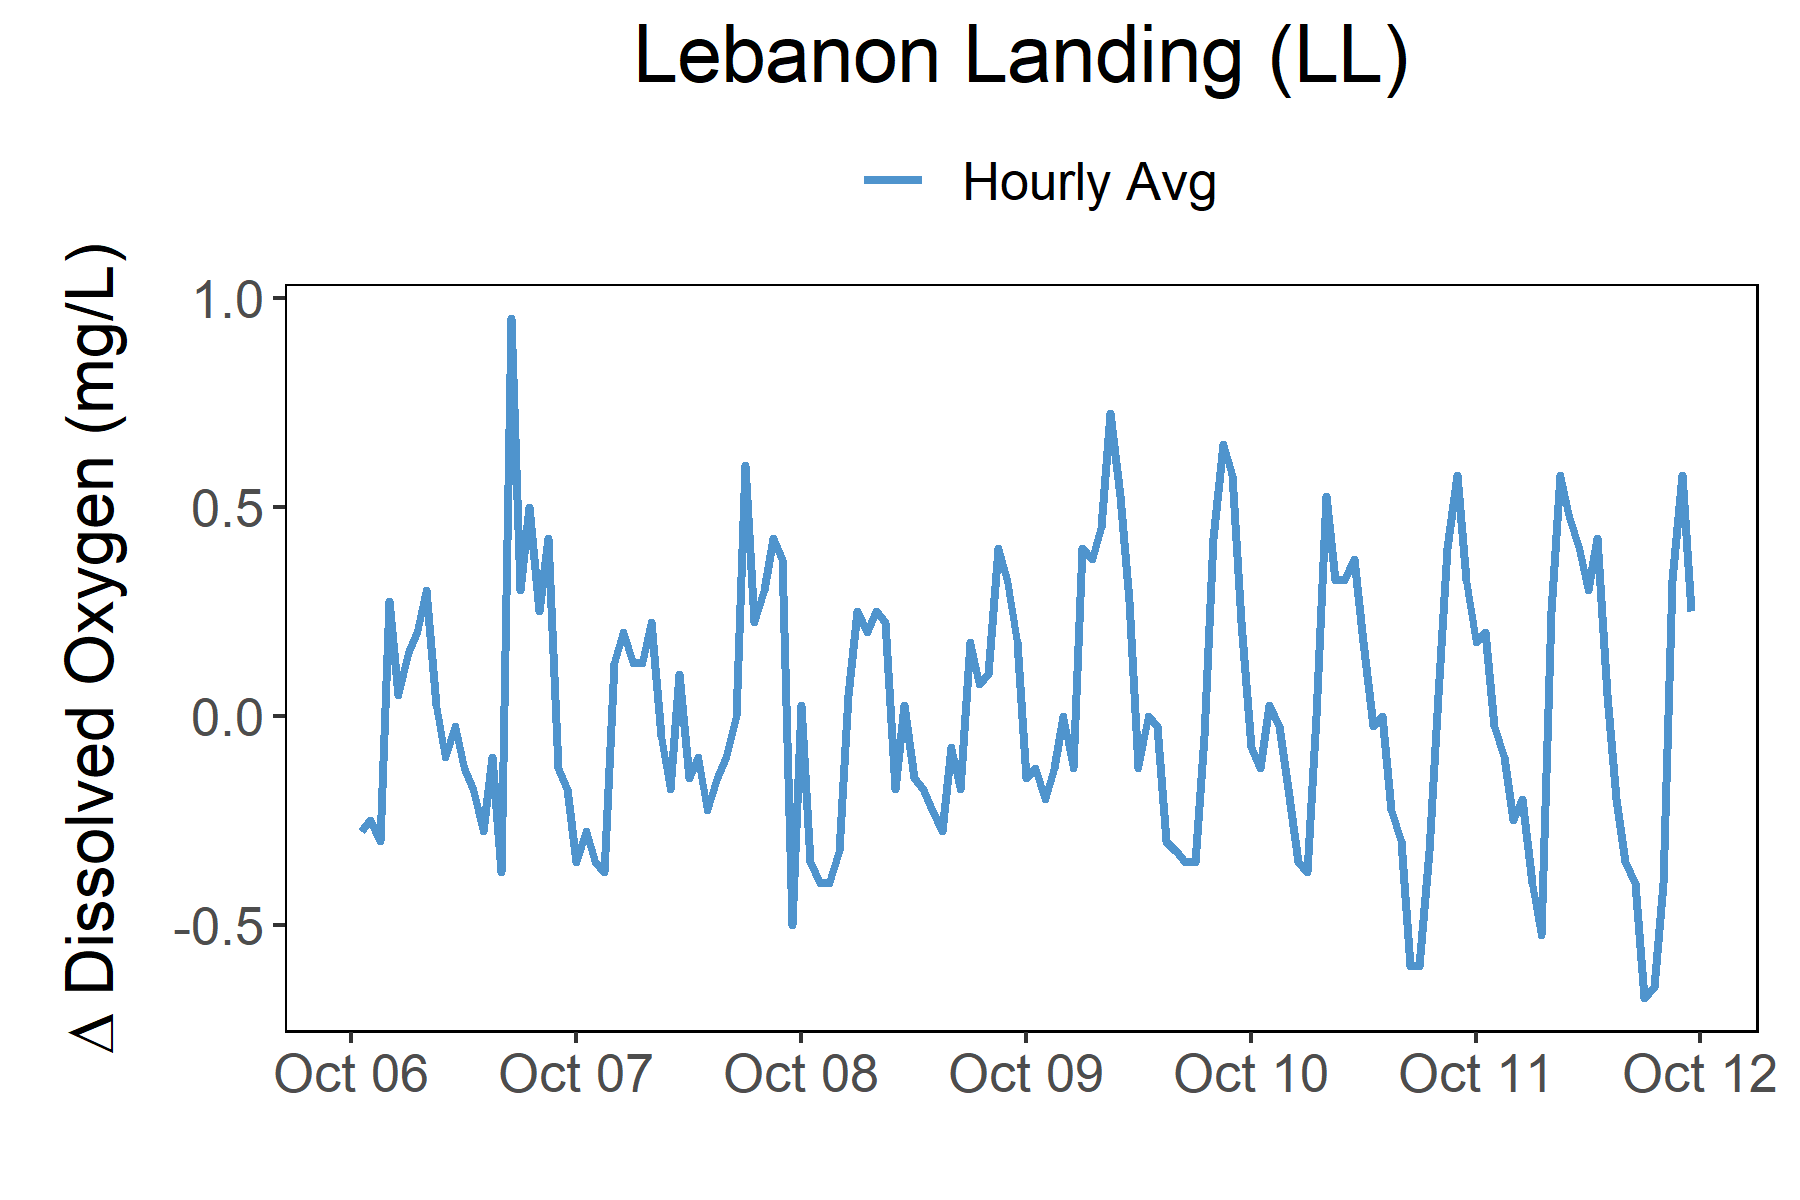 Lebanon Landing (LL)
Hourly Avg
Δ Dissolved Oxygen (mg/L)
1.0
0.5
0.0
-0.5
Oct 06 Oct 07 Oct 08 Oct 09 Oct 10 Oct 11 Oct 12